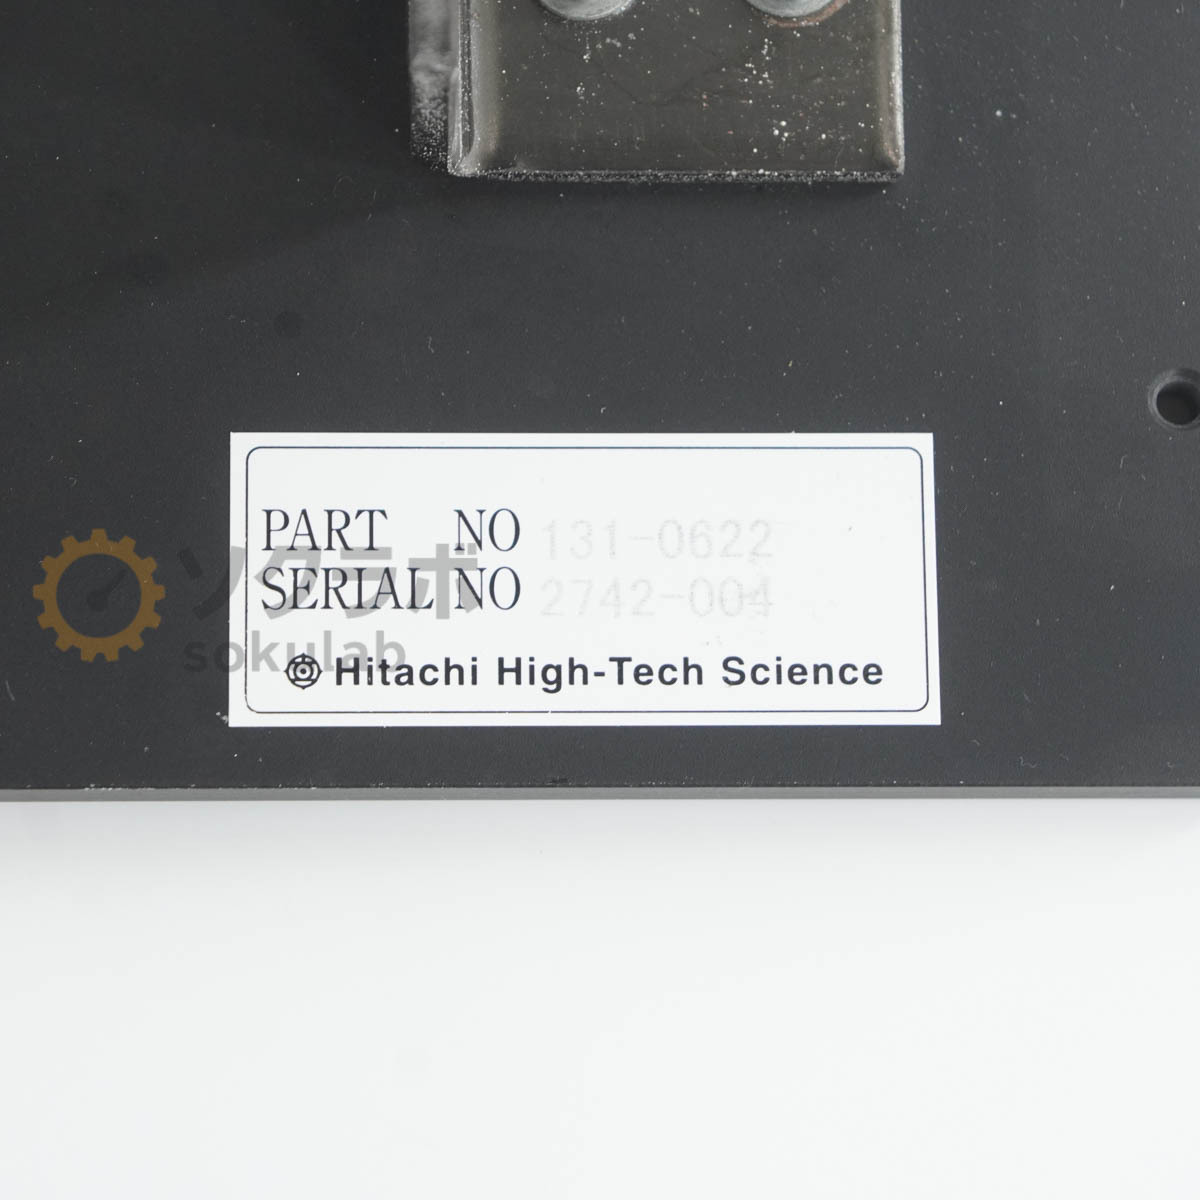 PART NO 131-0622
SERIAL NO 2742-004
Hitachi High-Tech Science
ソクラボ
sokulab